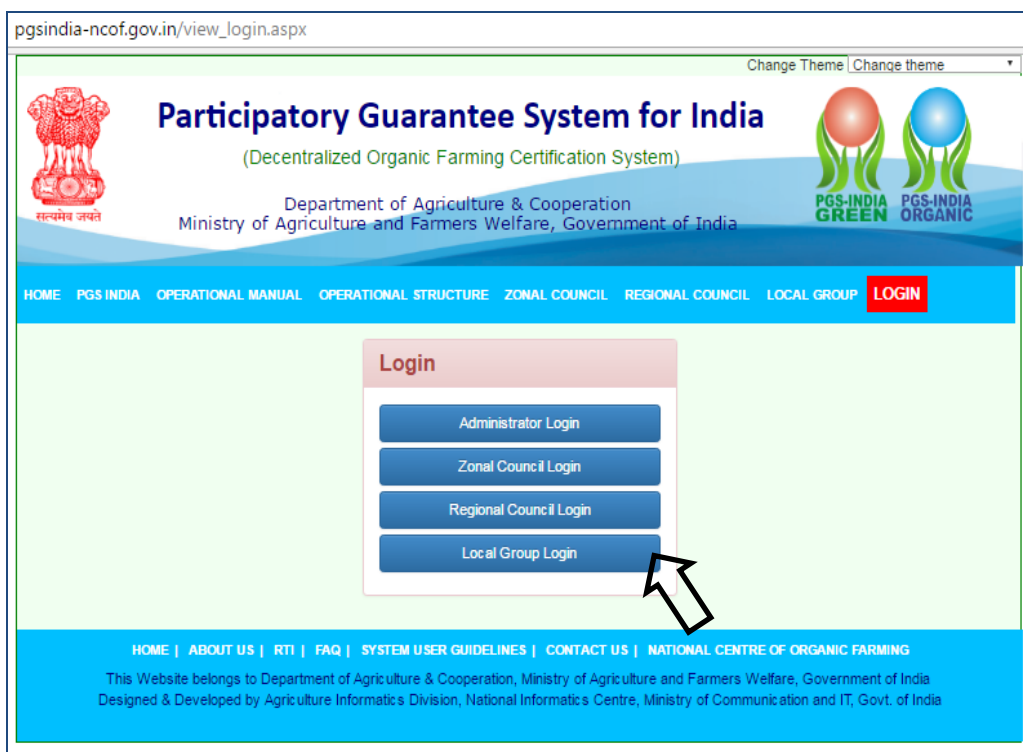 pgsindia-ncof.gov.in/view_login.aspx
Change Theme Change theme
Participatory Guarantee System for India
(Decentralized Organic Farming Certification System)
Department of Agriculture & Cooperation
Ministry of Agriculture and Farmers Welfare, Government of India
सत्यमेव जयते
PGS-INDIA GREEN
PGS-INDIA ORGANIC
HOME PGS INDIA OPERATIONAL MANUAL OPERATIONAL STRUCTURE ZONAL COUNCIL REGIONAL COUNCIL LOCAL GROUP LOGIN
Login
Administrator Login
Zonal Council Login
Regional Council Login
Local Group Login
HOME | ABOUT US | RTI | FAQ | SYSTEM USER GUIDELINES | CONTACT US | NATIONAL CENTRE OF ORGANIC FARMING
This Website belongs to Department of Agriculture & Cooperation, Ministry of Agriculture and Farmers Welfare, Government of India
Designed & Developed by Agriculture Informatics Division, National Informatics Centre, Ministry of Communication and IT, Govt. of India